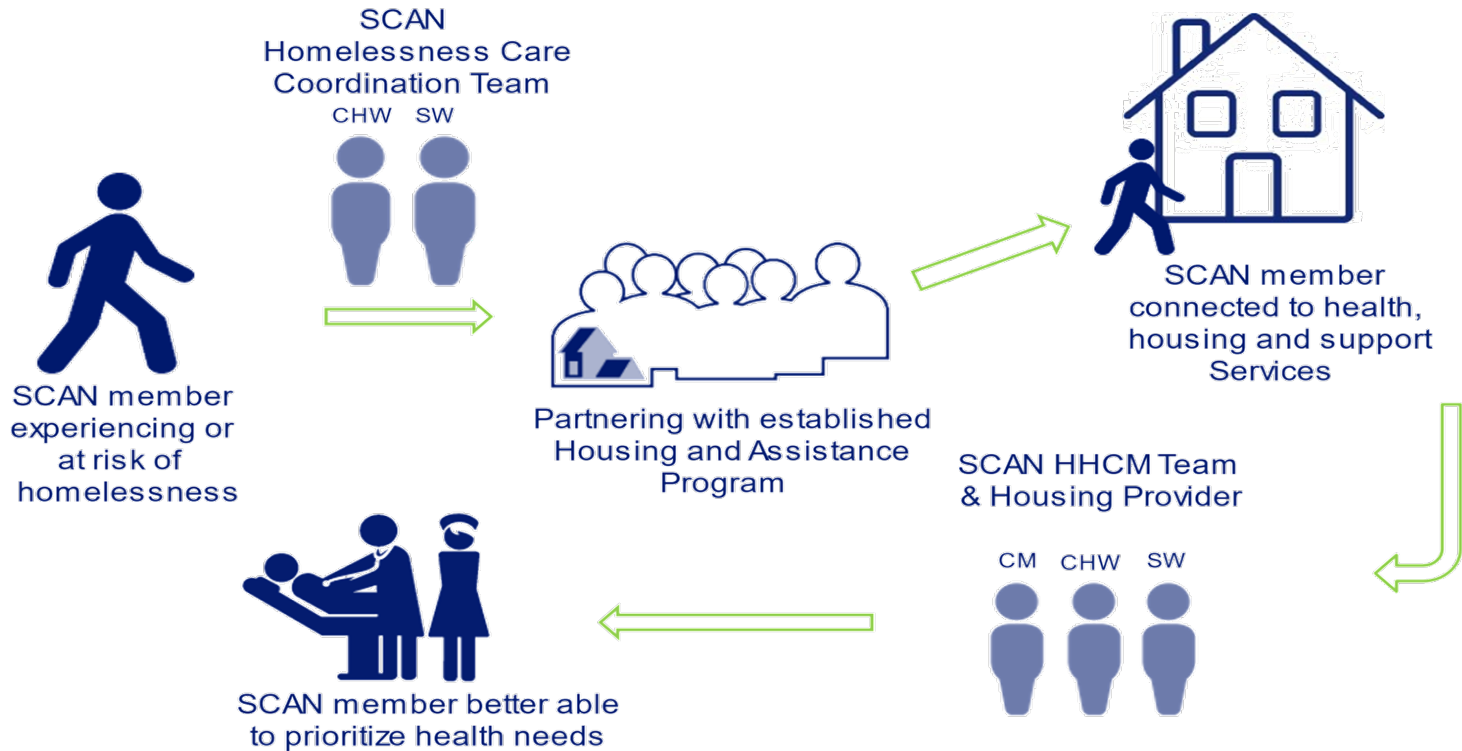 SCAN
Homelessness Care
Coordination Team
CHW SW
SCAN member
experiencing or
at risk of
homelessness
Partnering with established
Housing and Assistance
Program
SCAN member
connected to health,
housing and support
Services
SCAN HHCM Team
& Housing Provider
CM CHW SW
SCAN member better able
to prioritize health needs